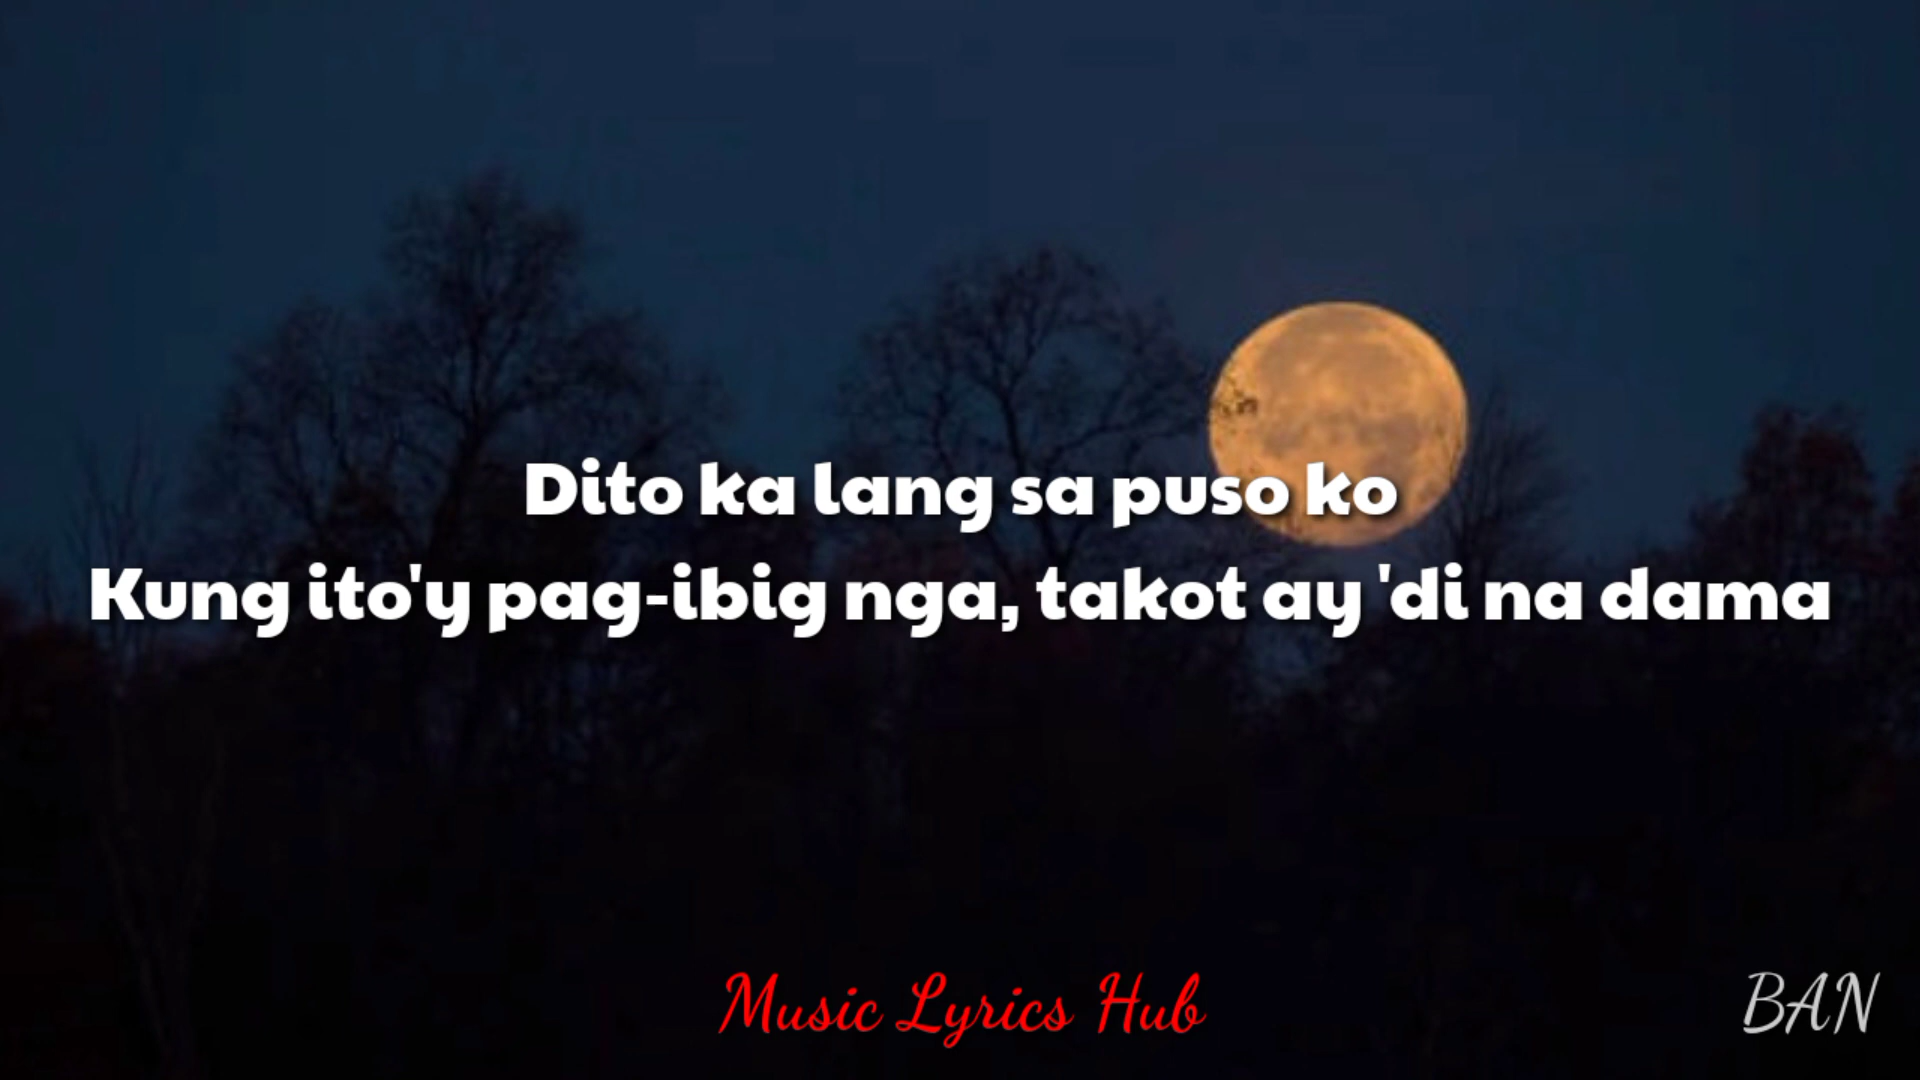 Dito ka lang sa puso ko
Kung ito'y pag-ibig nga, takot ay 'di na dama
Music Lyrics Hub
BAN